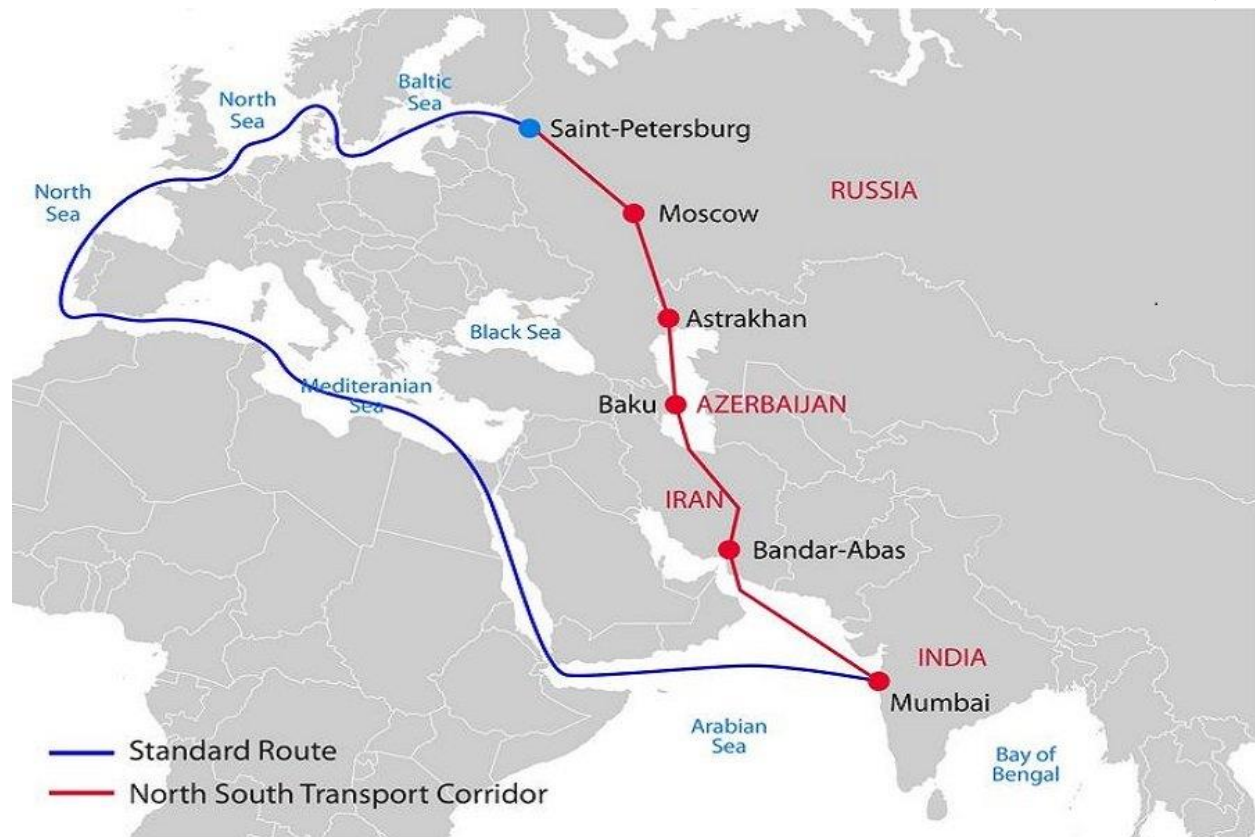 Baltic
Sea
North
Sea
Saint-Petersburg
North
Sea
RUSSIA
Moscow
Astrakhan
Black Sea
Mediteranian
Sea
Baku
AZERBAIJAN
IRAN
Bandar-Abas
INDIA
Mumbai
Arabian
Sea
Bay of
Bengal
Standard Route
North South Transport Corridor